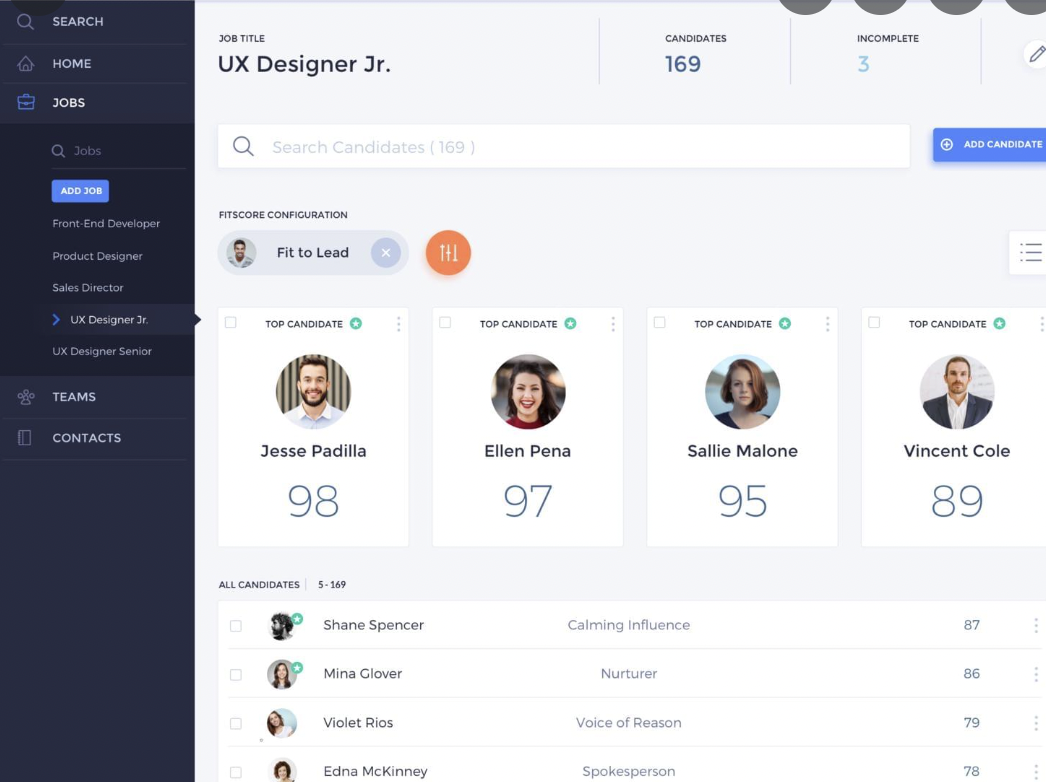 SEARCH
HOME
JOBS
Jobs
ADD JOB
Front-End Developer
Product Designer
Sales Director
UX Designer Jr.
UX Designer Senior
TEAMS
CONTACTS
JOB TITLE
UX Designer Jr.
CANDIDATES
169
INCOMPLETE
3
Search Candidates ( 169 )
ADD CANDIDATE
FITSCORE CONFIGURATION
Fit to Lead
TOP CANDIDATE
Jesse Padilla
98
TOP CANDIDATE
Ellen Pena
97
TOP CANDIDATE
Sallie Malone
95
TOP CANDIDATE
Vincent Cole
89
ALL CANDIDATES 5 - 169
Shane Spencer Calming Influence 87
Mina Glover Nurturer 86
Violet Rios Voice of Reason 79
Edna McKinney Spokesperson 78